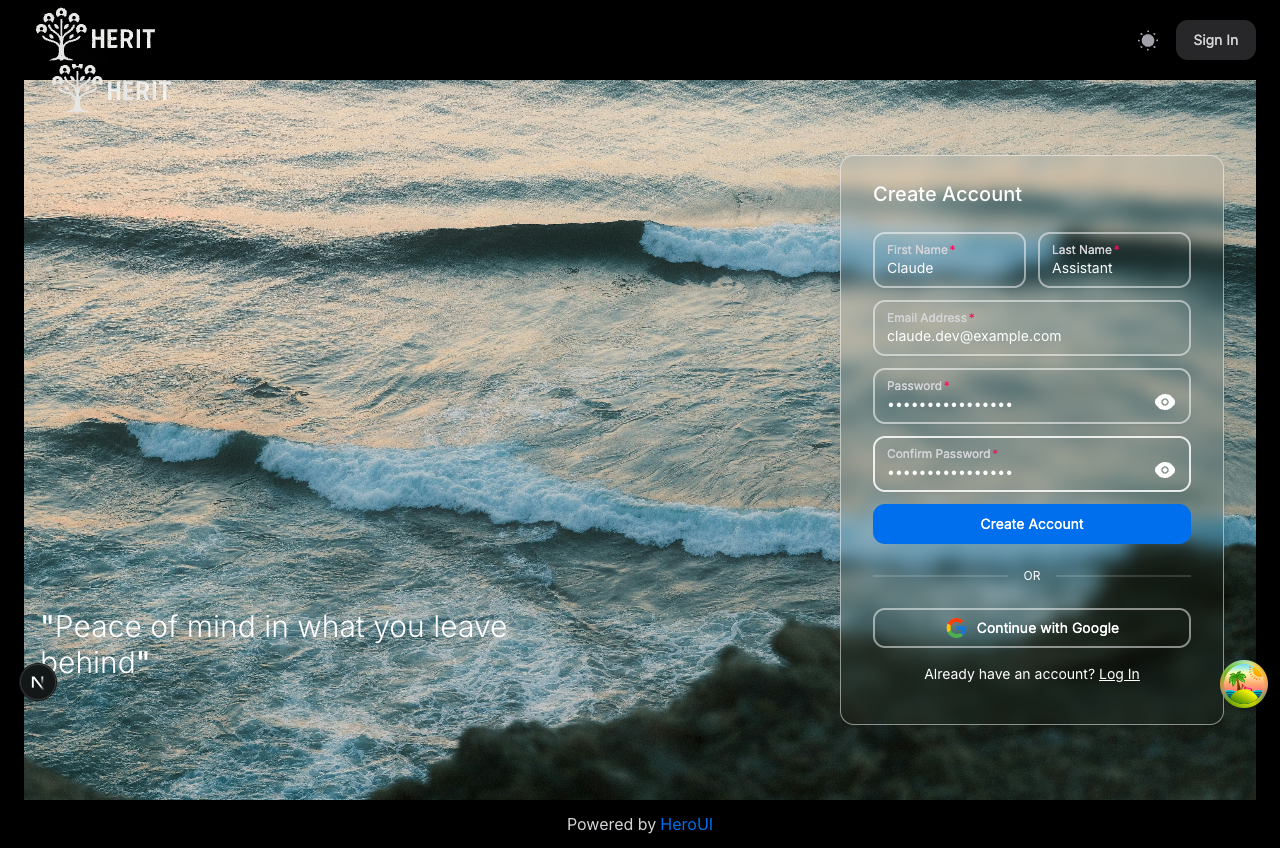 HERIT
Sign In
HERIT
Create Account
First Name*
Claude
Last Name*
Assistant
Email Address*
claude.dev@example.com
Password*
••••••••••••••••
Confirm Password*
••••••••••••••••
Create Account
OR
Continue with Google
Already have an account? Log In
"Peace of mind in what you leave
behind"
N
Powered by HeroUI